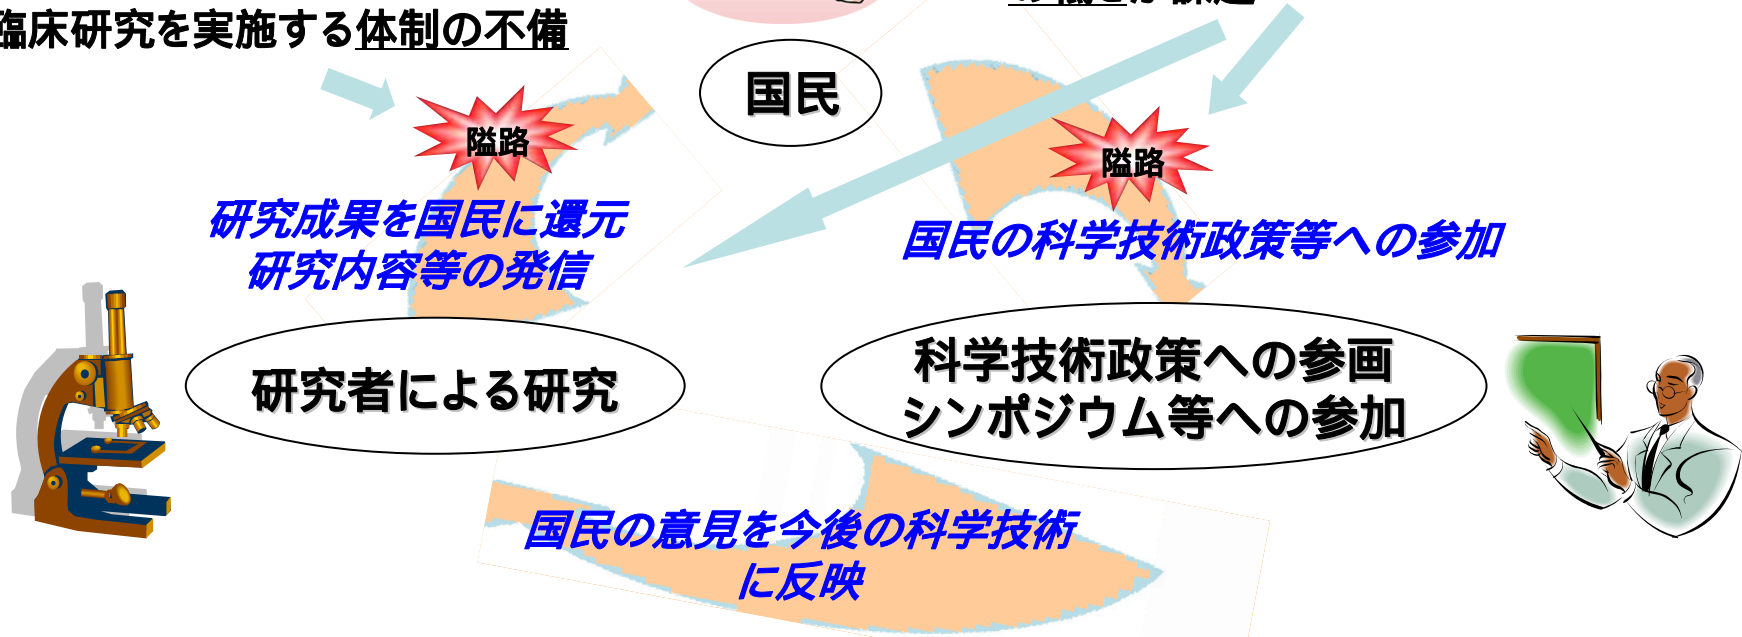 臨床研究を実施する体制の不備
国民
隘路
隘路
研究成果を国民に還元
研究内容等の発信
国民の科学技術政策等への参加
研究者による研究
科学技術政策への参画
シンポジウム等への参加
国民の意見を今後の科学技術
に反映